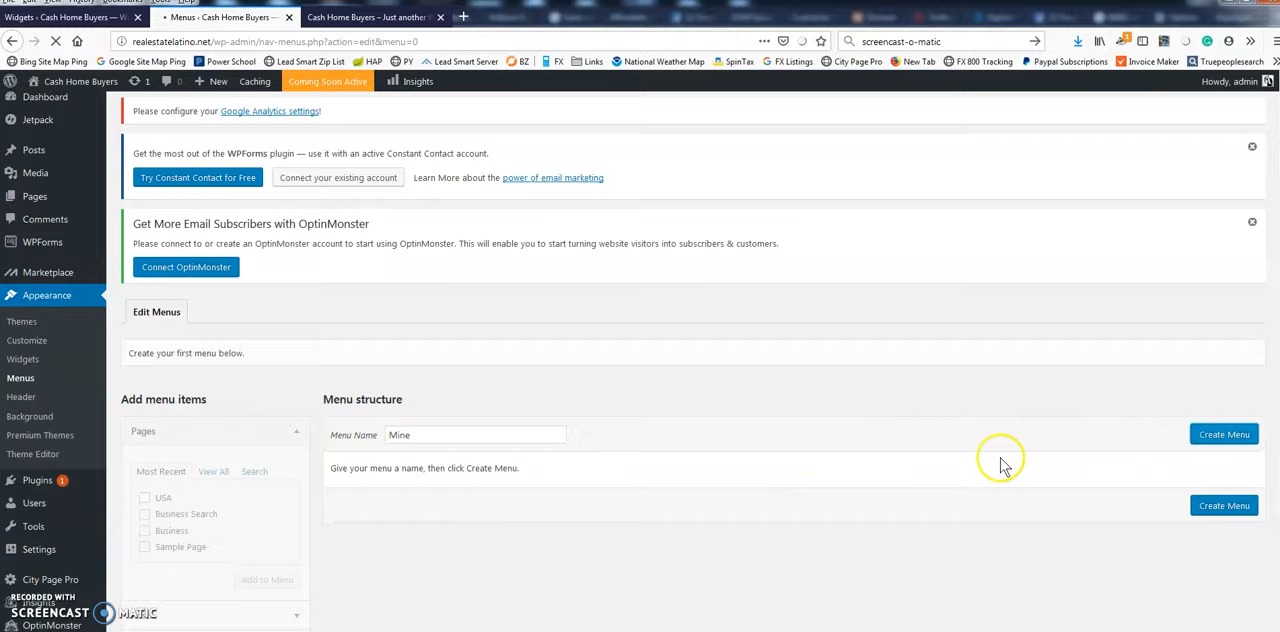 File Edit View History Bookmarks Tools Help
Widgets ‹ Cash Home Buyers — W
Menus ‹ Cash Home Buyers — Wor
Cash Home Buyers – Just another W
realestatelatino.net/wp-admin/nav-menus.php?action=edit&menu=0
screencast-o-matic
Bing Site Map Ping
Google Site Map Ping
Power School
Lead Smart Zip List
HAP
PY
Lead Smart Server
BZ
FX
Links
National Weather Map
SpinTax
FX Listings
City Page Pro
New Tab
FX 800 Tracking
Paypal Subscriptions
Invoice Maker
Truepeoplesearch
Cash Home Buyers
1
0
New
Caching
Coming Soon Active
Insights
Howdy, admin
Dashboard
Jetpack
Posts
Media
Pages
Comments
WPForms
Marketplace
Appearance
Themes
Customize
Widgets
Menus
Header
Background
Premium Themes
Theme Editor
Plugins 1
Users
Tools
Settings
City Page Pro
Insights
OptinMonster
Please configure your Google Analytics settings!
Get the most out of the WPForms plugin — use it with an active Constant Contact account.
Try Constant Contact for Free
Connect your existing account
Learn More about the power of email marketing
Get More Email Subscribers with OptinMonster
Please connect to or create an OptinMonster account to start using OptinMonster. This will enable you to start turning website visitors into subscribers & customers.
Connect OptinMonster
Edit Menus
Create your first menu below.
Add menu items
Pages
Most Recent
View All
Search
USA
Business Search
Business
Sample Page
Add to Menu
Menu structure
Menu Name
Mine
Create Menu
Give your menu a name, then click Create Menu.
Create Menu
RECORDED WITH
SCREENCAST MATIC